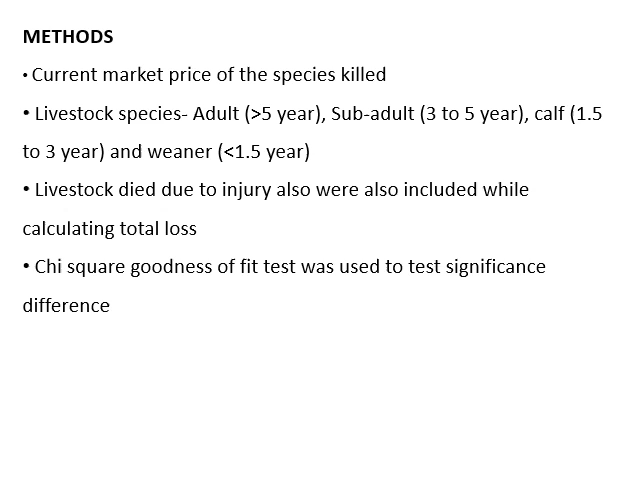 METHODS
• Current market price of the species killed
• Livestock species- Adult (>5 year), Sub-adult (3 to 5 year), calf (1.5
to 3 year) and weaner (<1.5 year)
• Livestock died due to injury also were also included while
calculating total loss
• Chi square goodness of fit test was used to test significance
difference